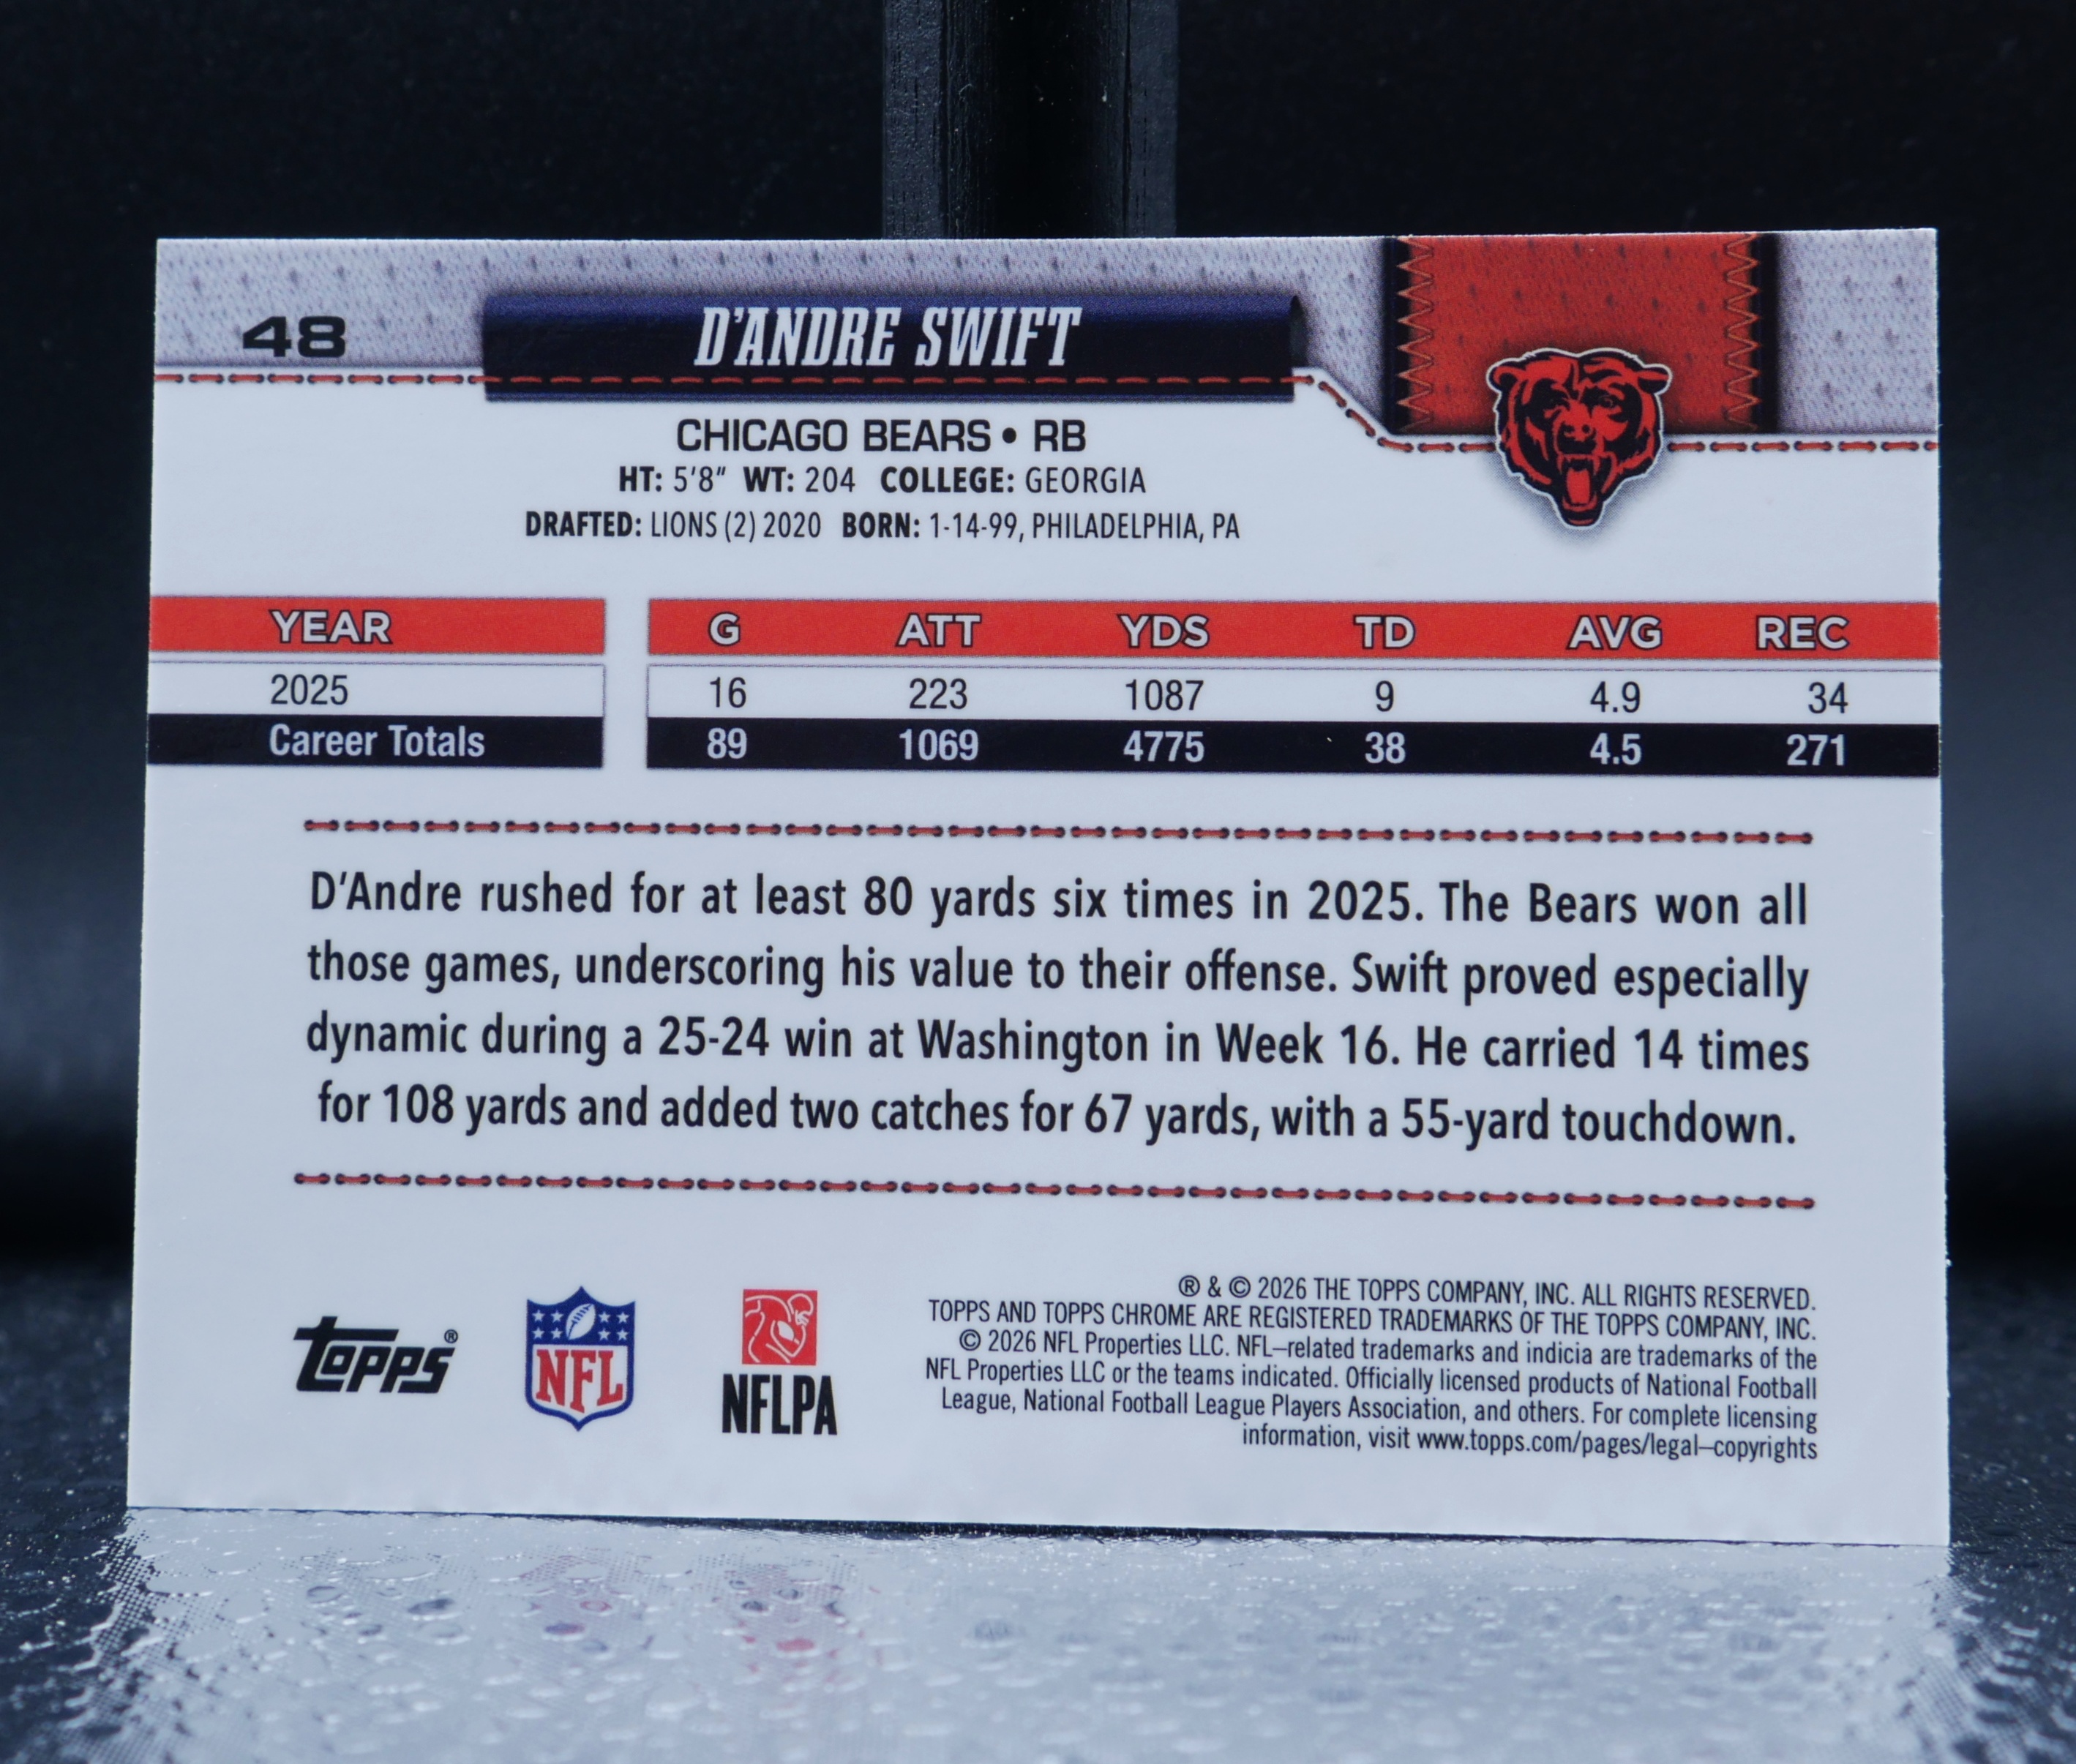 48
D'ANDRE SWIFT
CHICAGO BEARS • RB
HT: 5'8" WT: 204 COLLEGE: GEORGIA
DRAFTED: LIONS (2) 2020 BORN: 1-14-99, PHILADELPHIA, PA
YEAR G ATT YDS TD AVG REC
2025 16 223 1087 9 4.9 34
Career Totals 89 1069 4775 38 4.5 271
D'Andre rushed for at least 80 yards six times in 2025. The Bears won all
those games, underscoring his value to their offense. Swift proved especially
dynamic during a 25-24 win at Washington in Week 16. He carried 14 times
for 108 yards and added two catches for 67 yards, with a 55-yard touchdown.
topps®
NFL
NFLPA
® & © 2026 THE TOPPS COMPANY, INC. ALL RIGHTS RESERVED.
TOPPS AND TOPPS CHROME ARE REGISTERED TRADEMARKS OF THE TOPPS COMPANY, INC.
© 2026 NFL Properties LLC. NFL–related trademarks and indicia are trademarks of the
NFL Properties LLC or the teams indicated. Officially licensed products of National Football
League, National Football League Players Association, and others. For complete licensing
information, visit www.topps.com/pages/legal–copyrights